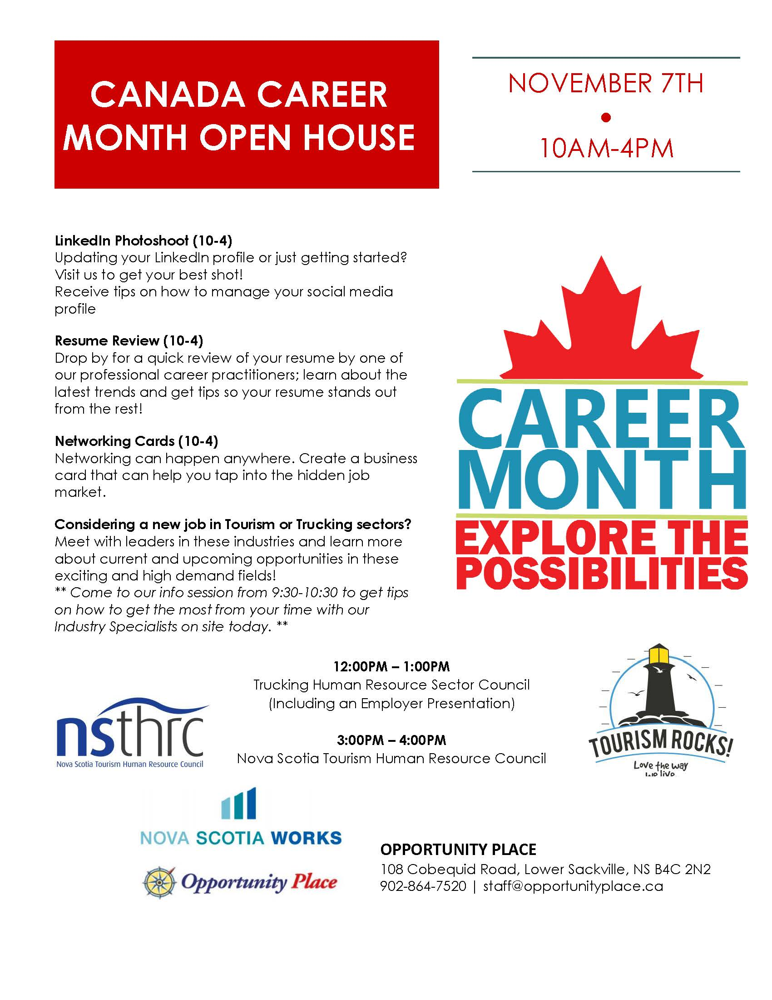 CANADA CAREER
MONTH OPEN HOUSE
NOVEMBER 7TH
•
10AM-4PM
LinkedIn Photoshoot (10-4)
Updating your LinkedIn profile or just getting started?
Visit us to get your best shot!
Receive tips on how to manage your social media
profile
Resume Review (10-4)
Drop by for a quick review of your resume by one of
our professional career practitioners; learn about the
latest trends and get tips so your resume stands out
from the rest!
Networking Cards (10-4)
Networking can happen anywhere. Create a business
card that can help you tap into the hidden job
market.
Considering a new job in Tourism or Trucking sectors?
Meet with leaders in these industries and learn more
about current and upcoming opportunities in these
exciting and high demand fields!
** Come to our info session from 9:30-10:30 to get tips
on how to get the most from your time with our
Industry Specialists on site today. **
CAREER
MONTH
EXPLORE THE
POSSIBILITIES
12:00PM – 1:00PM
Trucking Human Resource Sector Council
(Including an Employer Presentation)
3:00PM – 4:00PM
Nova Scotia Tourism Human Resource Council
nsthrc
Nova Scotia Tourism Human Resource Council
TOURISM ROCKS!
Love the way
we live
NOVA SCOTIA WORKS
Opportunity Place
OPPORTUNITY PLACE
108 Cobequid Road, Lower Sackville, NS B4C 2N2
902-864-7520 | staff@opportunityplace.ca